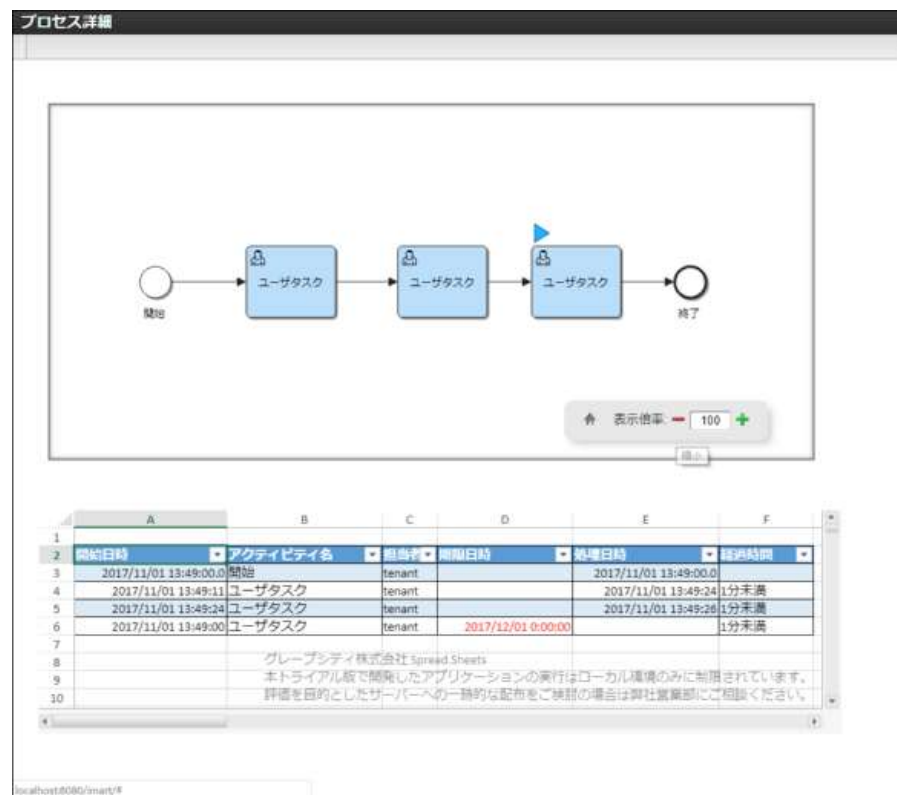 プロセス詳細
ユーザタスク ユーザタスク ユーザタスク
開始 終了
表示倍率: 100
縮小
A B C D E F
1
2 開始日時 アクティビティ名 担当者 期限日時 処理日時 経過時間
3 2017/11/01 13:49:00.0 開始 tenant 2017/11/01 13:49:00.0
4 2017/11/01 13:49:11 ユーザタスク tenant 2017/11/01 13:49:24 1分未満
5 2017/11/01 13:49:24 ユーザタスク tenant 2017/11/01 13:49:26 1分未満
6 2017/11/01 13:49:00 ユーザタスク tenant 2017/12/01 0:00:00 1分未満
7
8 グレープシティ株式会社 Spread.Sheets
9 本トライアル版で開発したアプリケーションの実行はローカル環境のみに制限されています。
10 評価を目的としたサーバーへの一時的な配布をご検討の場合は弊社営業部にご相談ください。
localhost:8080/imart/#